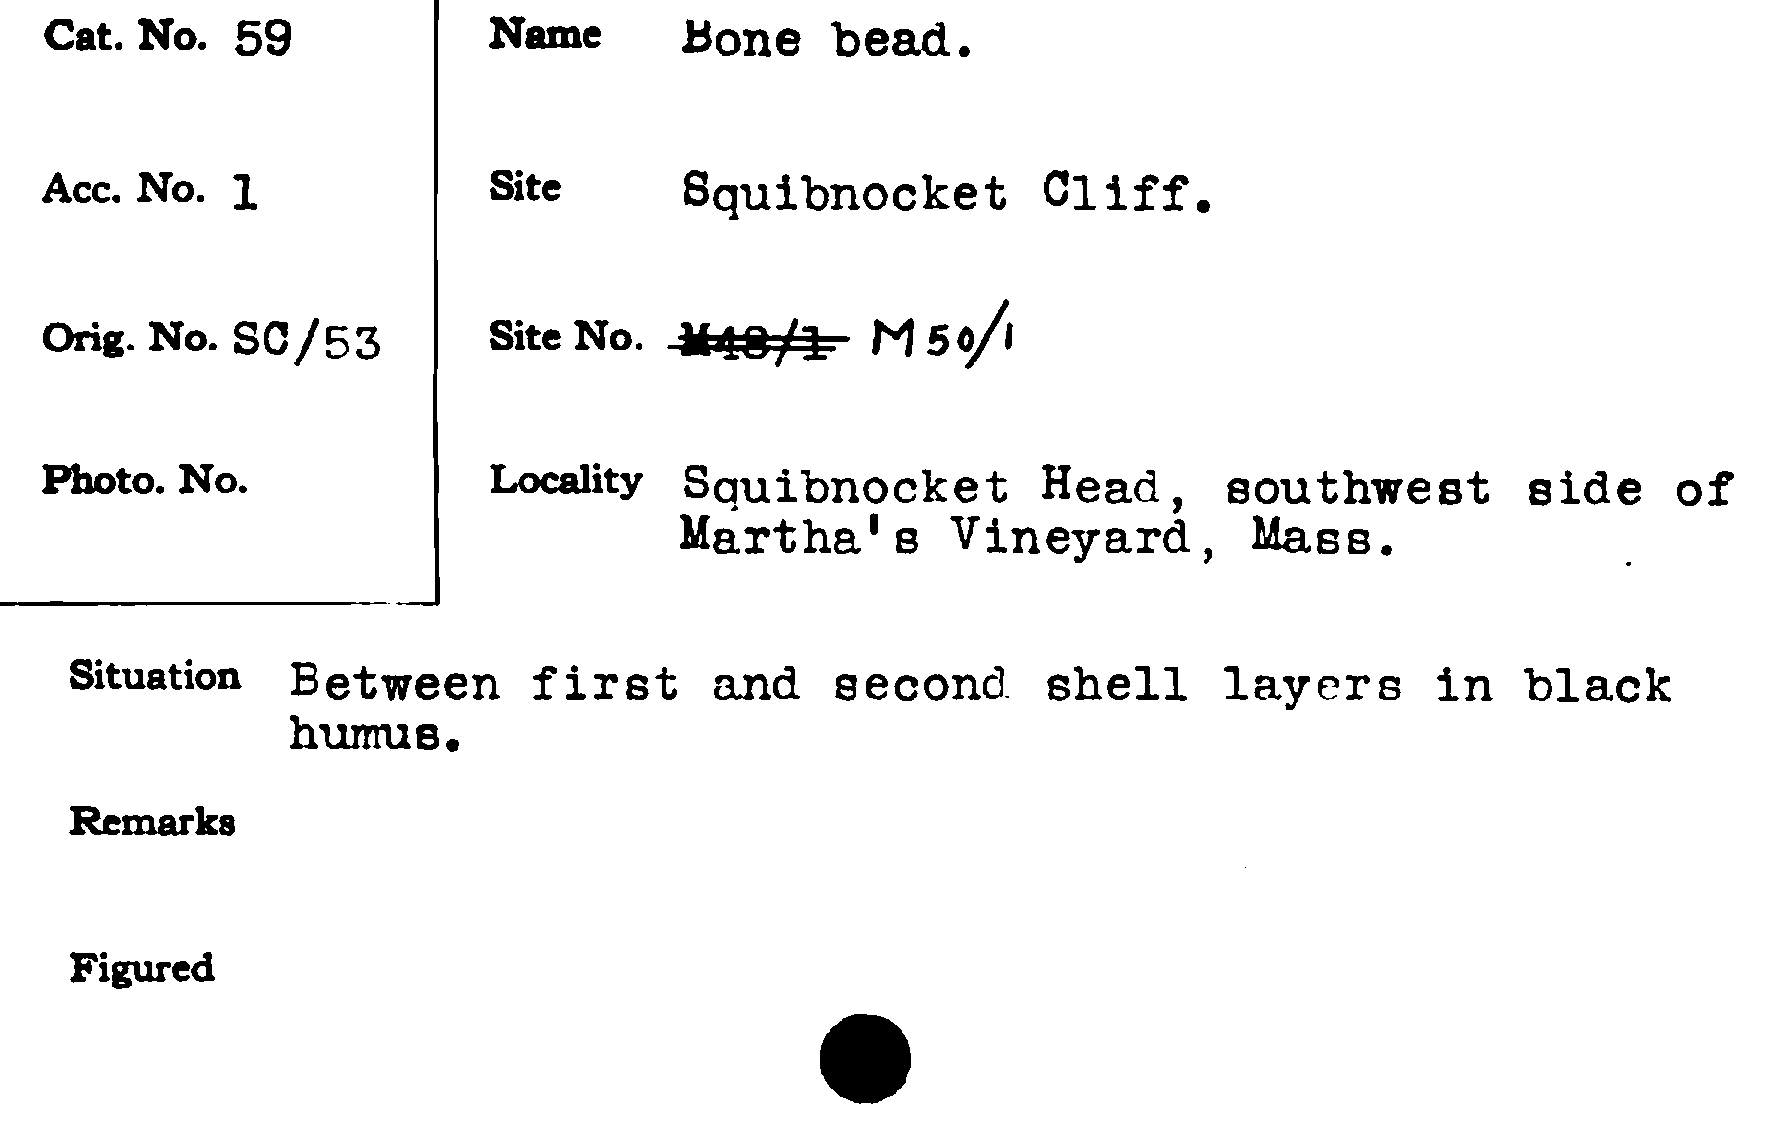 Cat. No. 59
Acc. No. 1
Orig. No. SC/53
Photo. No.
Name Bone bead.
Site Squibnocket Cliff.
Site No. M48/1 M50/1
Locality Squibnocket Head, southwest side of
Martha's Vineyard, Mass.
Situation Between first and second shell layers in black
humus.
Remarks
Figured